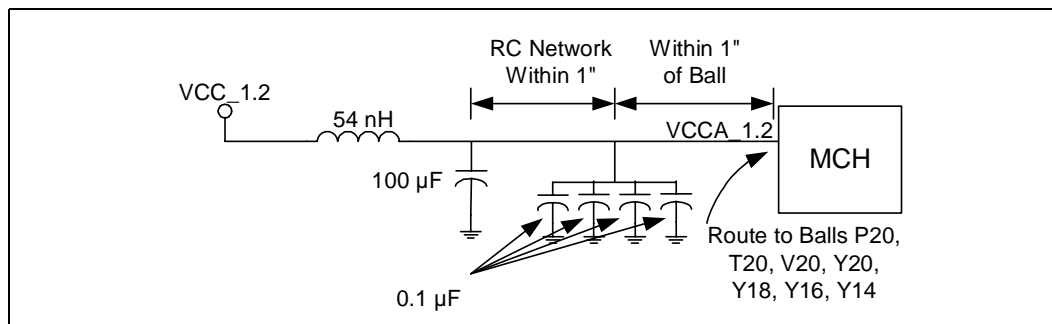 RC Network
Within 1"
Within 1"
of Ball
VCC_1.2
54 nH
VCCA_1.2
MCH
100 µF
Route to Balls P20,
T20, V20, Y20,
Y18, Y16, Y14
0.1 µF